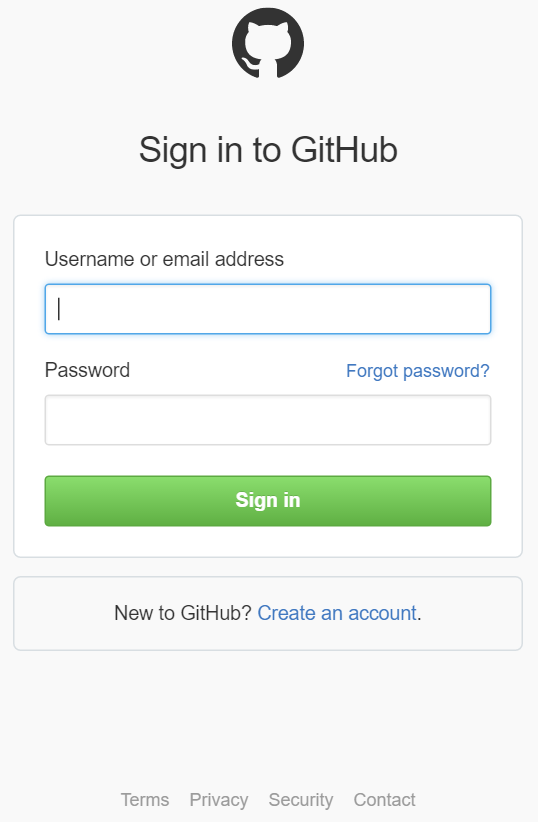 Sign in to GitHub
Username or email address
Password Forgot password?
Sign in
New to GitHub? Create an account.
Terms Privacy Security Contact